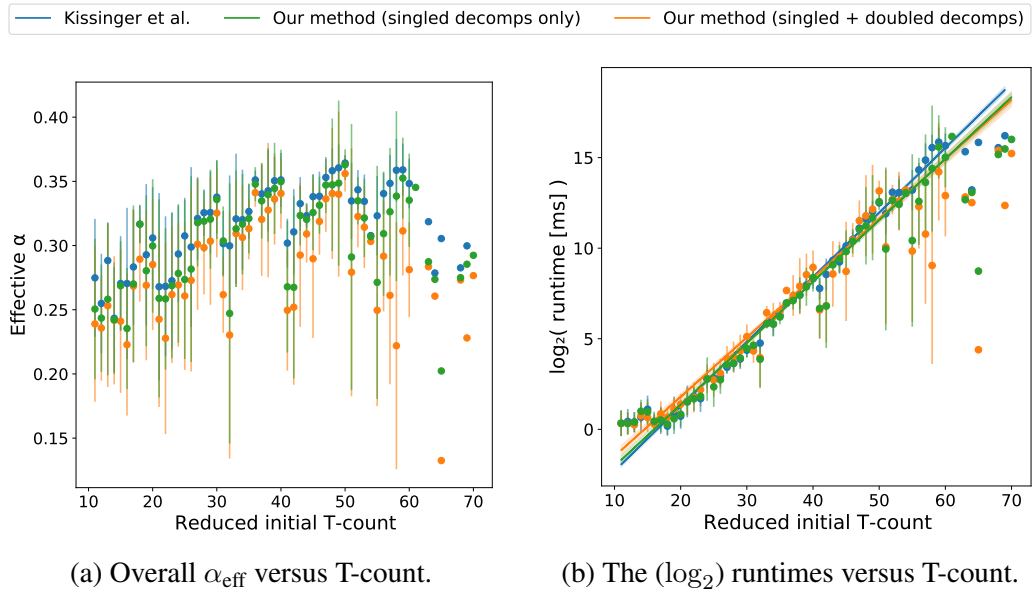 Kissinger et al. Our method (singled decomps only) Our method (singled + doubled decomps)
0.40
0.35
0.30
0.25
0.20
0.15
Effective α
10 20 30 40 50 60 70
Reduced initial T-count
15
10
5
0
log₂( runtime [ms] )
10 20 30 40 50 60 70
Reduced initial T-count
(a) Overall αeff versus T-count.
(b) The (log₂) runtimes versus T-count.